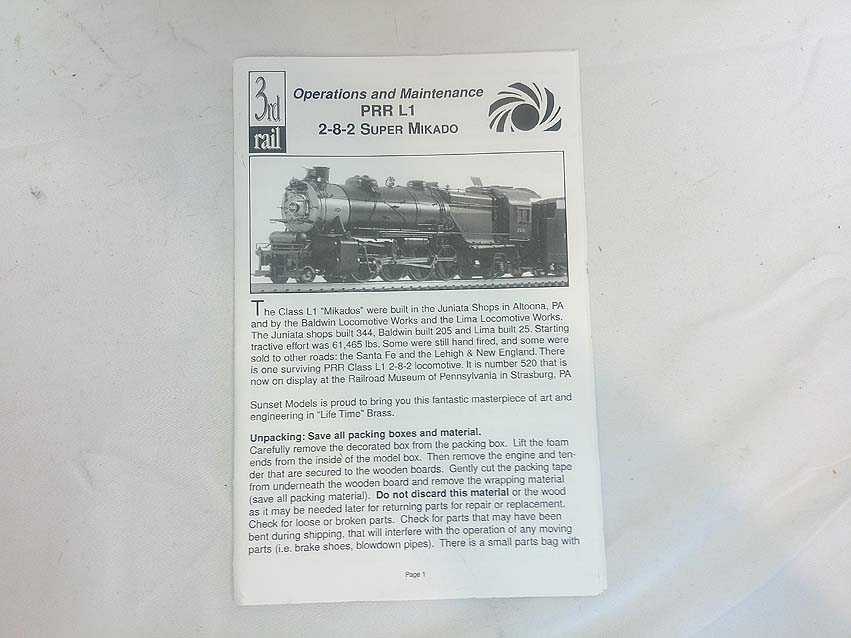 3rd
rail
Operations and Maintenance
PRR L1
2-8-2 SUPER MIKADO
The Class L1 "Mikados" were built in the Juniata Shops in Altoona, PA
and by the Baldwin Locomotive Works and the Lima Locomotive Works.
The Juniata shops built 344, Baldwin built 205 and Lima built 25. Starting
tractive effort was 61,465 lbs. Some were still hand fired, and some were
sold to other roads: the Santa Fe and the Lehigh & New England. There
is one surviving PRR Class L1 2-8-2 locomotive. It is number 520 that is
now on display at the Railroad Museum of Pennsylvania in Strasburg, PA
Sunset Models is proud to bring you this fantastic masterpiece of art and
engineering in "Life Time" Brass.
Unpacking: Save all packing boxes and material.
Carefully remove the decorated box from the packing box. Lift the foam
ends from the inside of the model box. Then remove the engine and ten-
der that are secured to the wooden boards. Gently cut the packing tape
from underneath the wooden board and remove the wrapping material
(save all packing material). Do not discard this material or the wood
as it may be needed later for returning parts for repair or replacement.
Check for loose or broken parts. Check for parts that may have been
bent during shipping, that will interfere with the operation of any moving
parts (i.e. brake shoes, blowdown pipes). There is a small parts bag with
Page 1